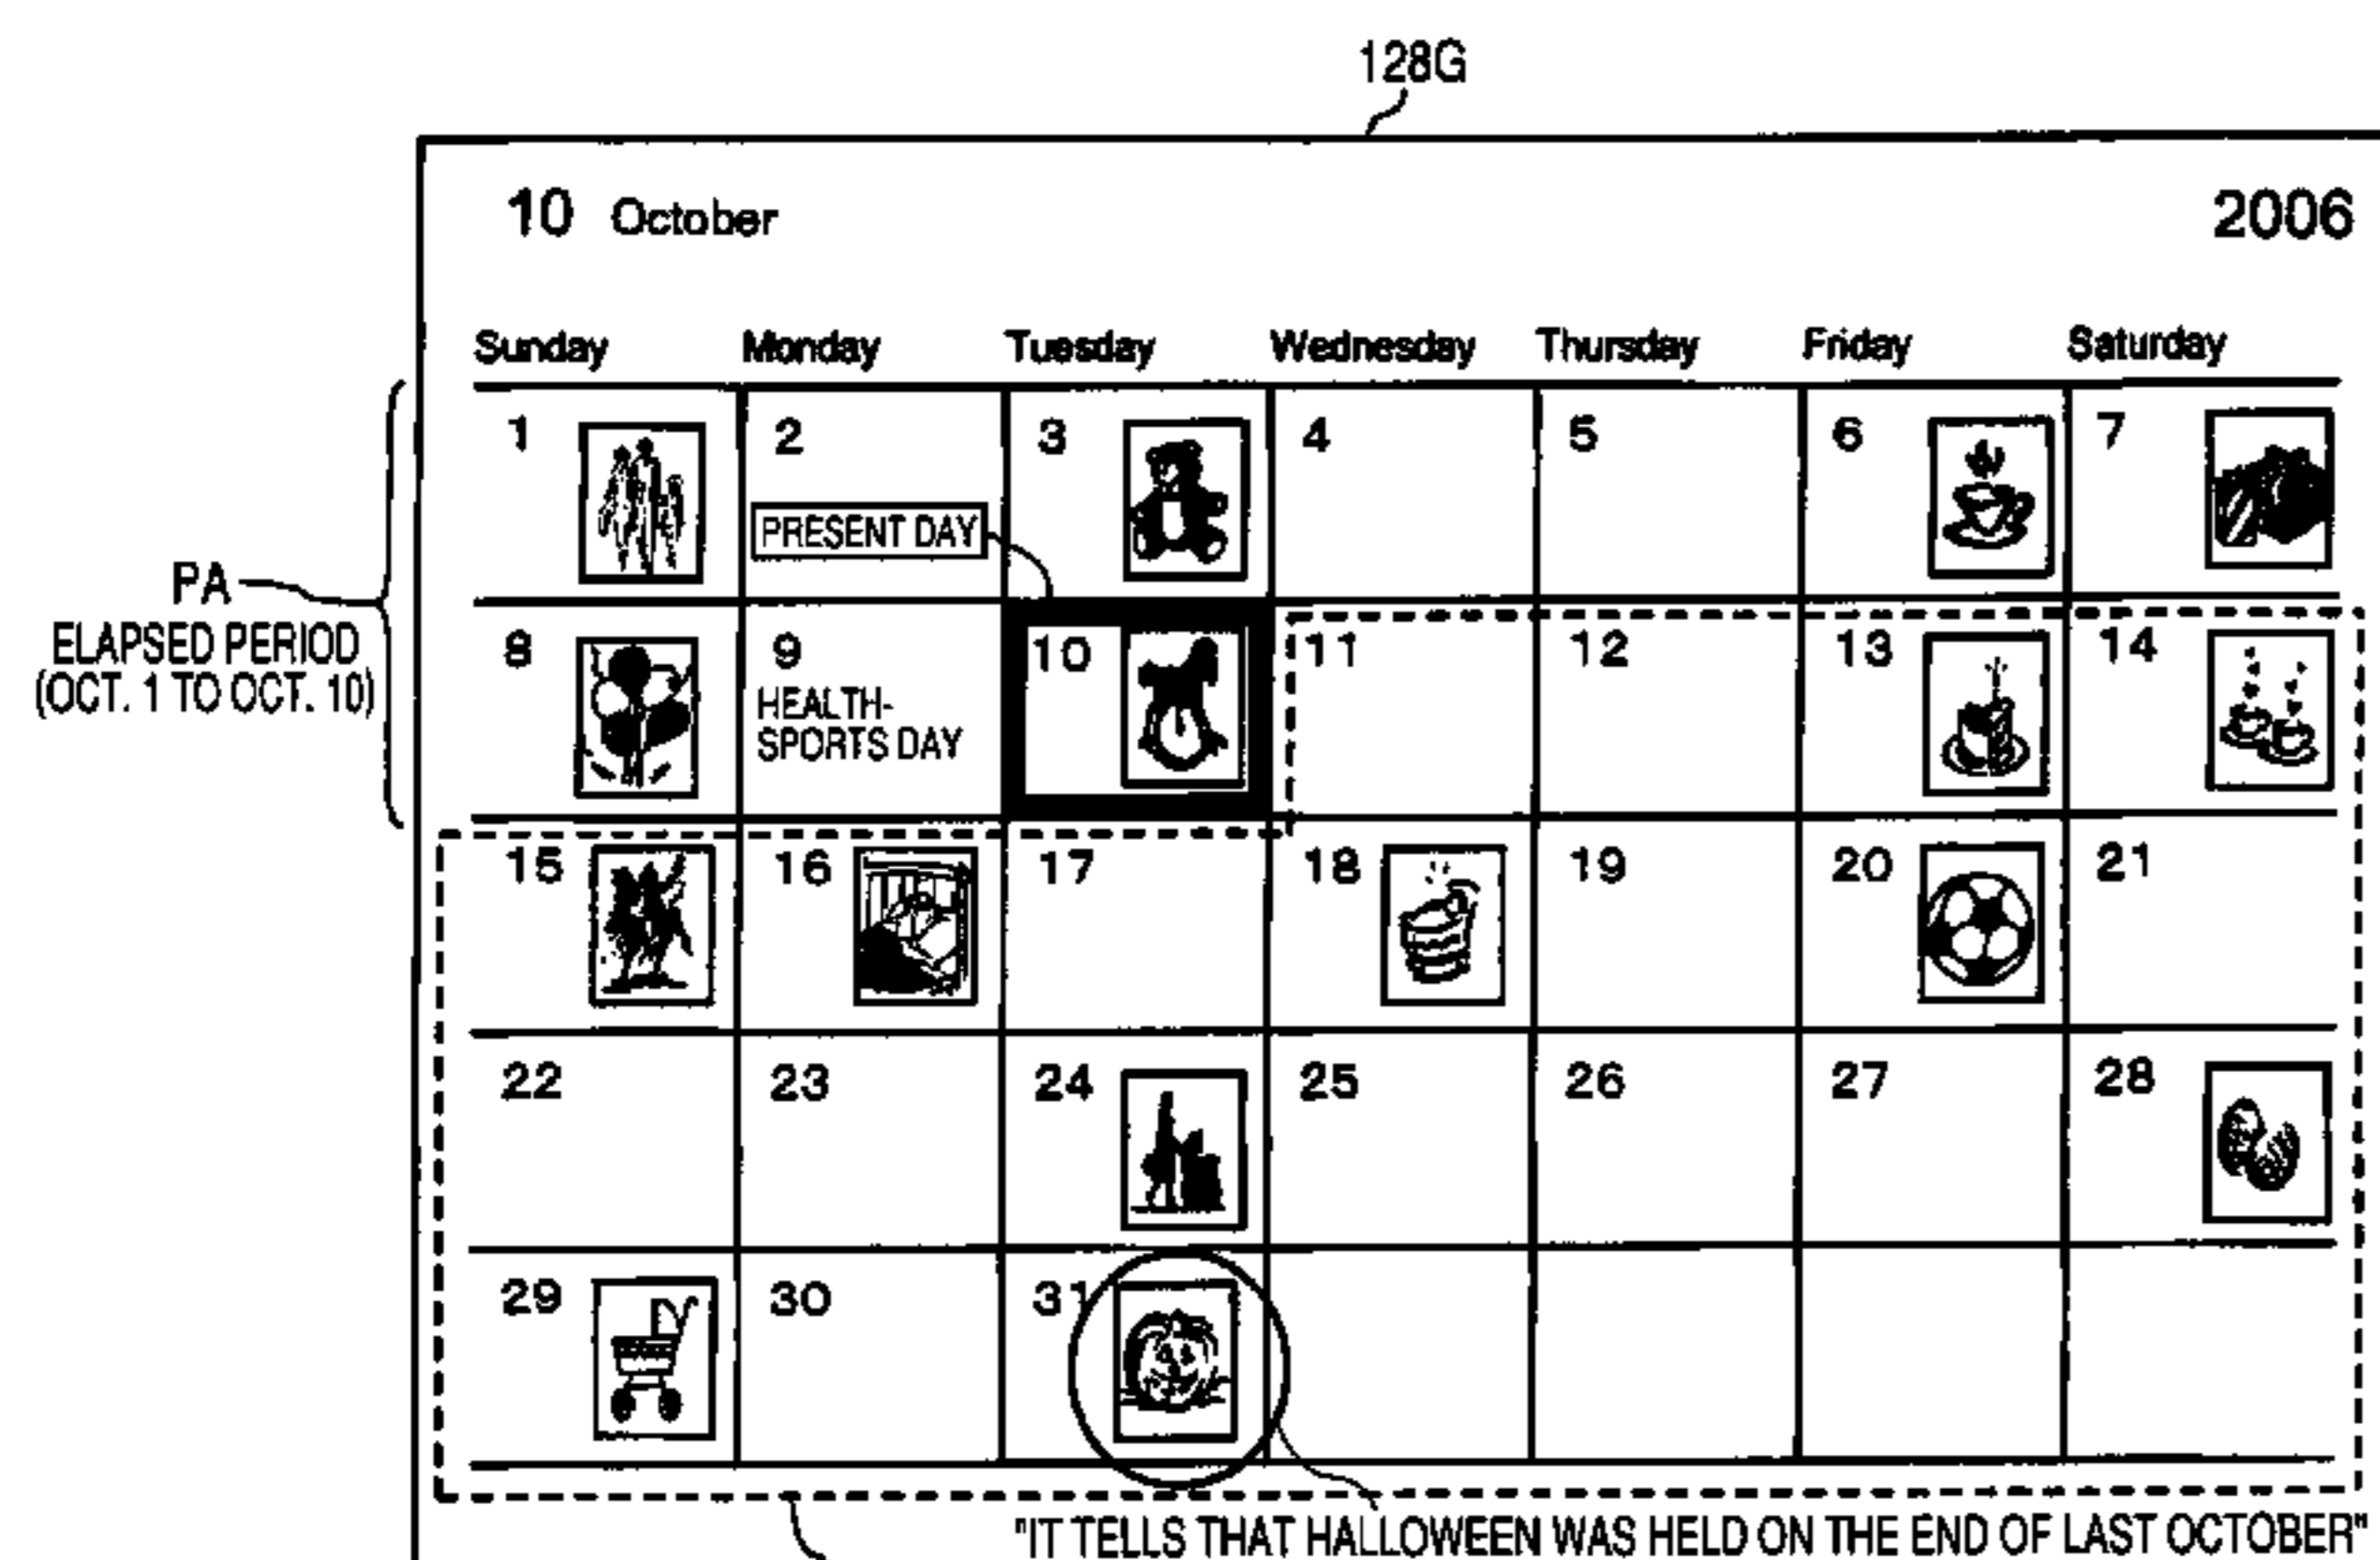 128G
10 October 2006
Sunday Monday Tuesday Wednesday Thursday Friday Saturday
1 2 3 4 5 6 7
PRESENT DAY
PA
ELAPSED PERIOD
(OCT. 1 TO OCT. 10)
8 9 10 11 12 13 14
HEALTH-
SPORTS DAY
15 16 17 18 19 20 21
22 23 24 25 26 27 28
29 30 31
"IT TELLS THAT HALLOWEEN WAS HELD ON THE END OF LAST OCTOBER"